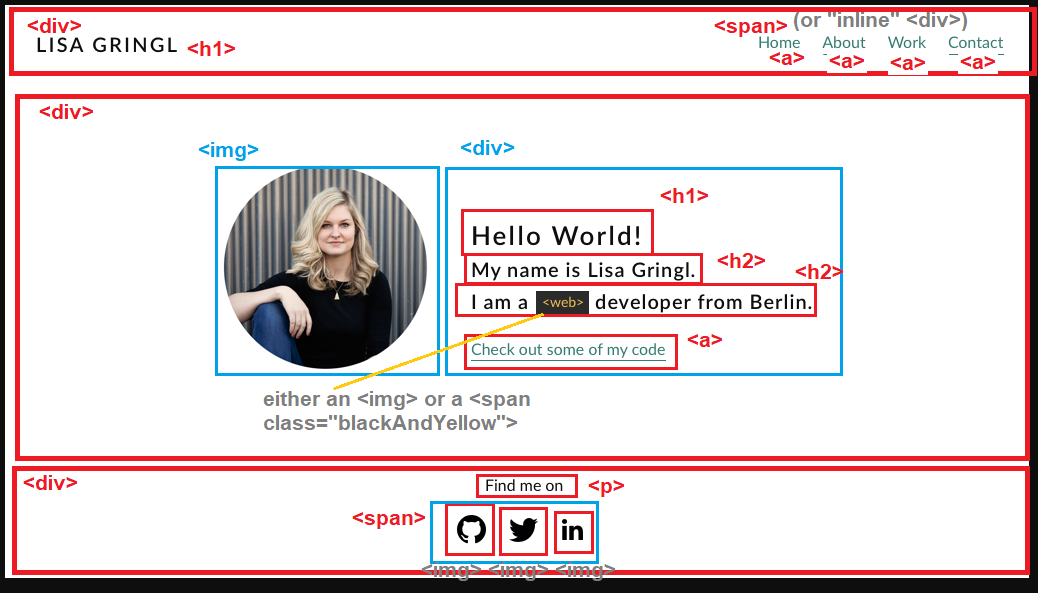 <div>
LISA GRINGL <h1>
<span> (or "inline" <div>)
Home About Work Contact
<a> <a> <a> <a>
<div>
<img>
<div>
<h1>
Hello World!
My name is Lisa Gringl. <h2>
<h2>
I am a <web> developer from Berlin.
Check out some of my code <a>
either an <img> or a <span
class="blackAndYellow">
<div>
Find me on <p>
<span>
in
<img> <img> <img>